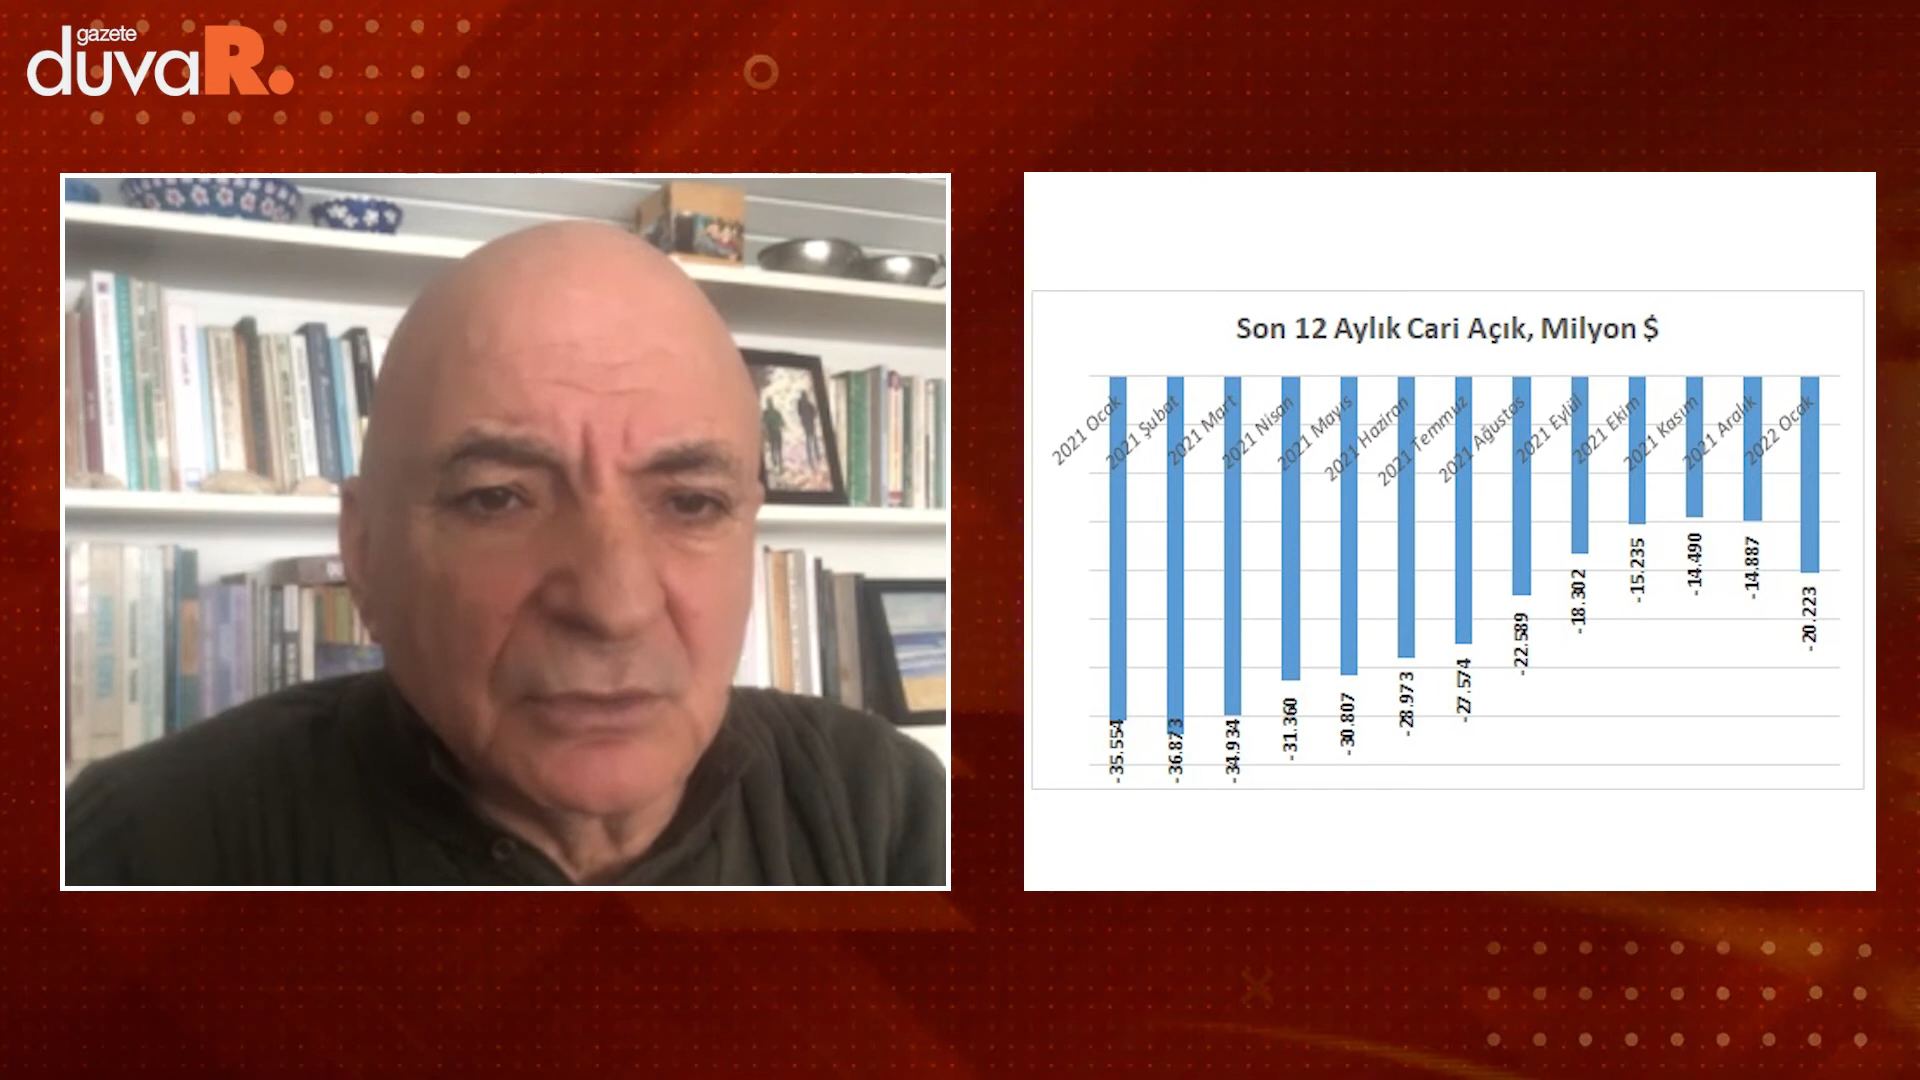 gazete
duvaR.
Son 12 Aylık Cari Açık, Milyon $
2021 Ocak
2021 Şubat
2021 Mart
2021 Nisan
2021 Mayıs
2021 Haziran
2021 Temmuz
2021 Ağustos
2021 Eylül
2021 Ekim
2021 Kasım
2021 Aralık
2022 Ocak
-35.554
-36.873
-34.934
-31.360
-30.807
-28.973
-27.574
-22.589
-18.302
-15.235
-14.490
-14.887
-20.223